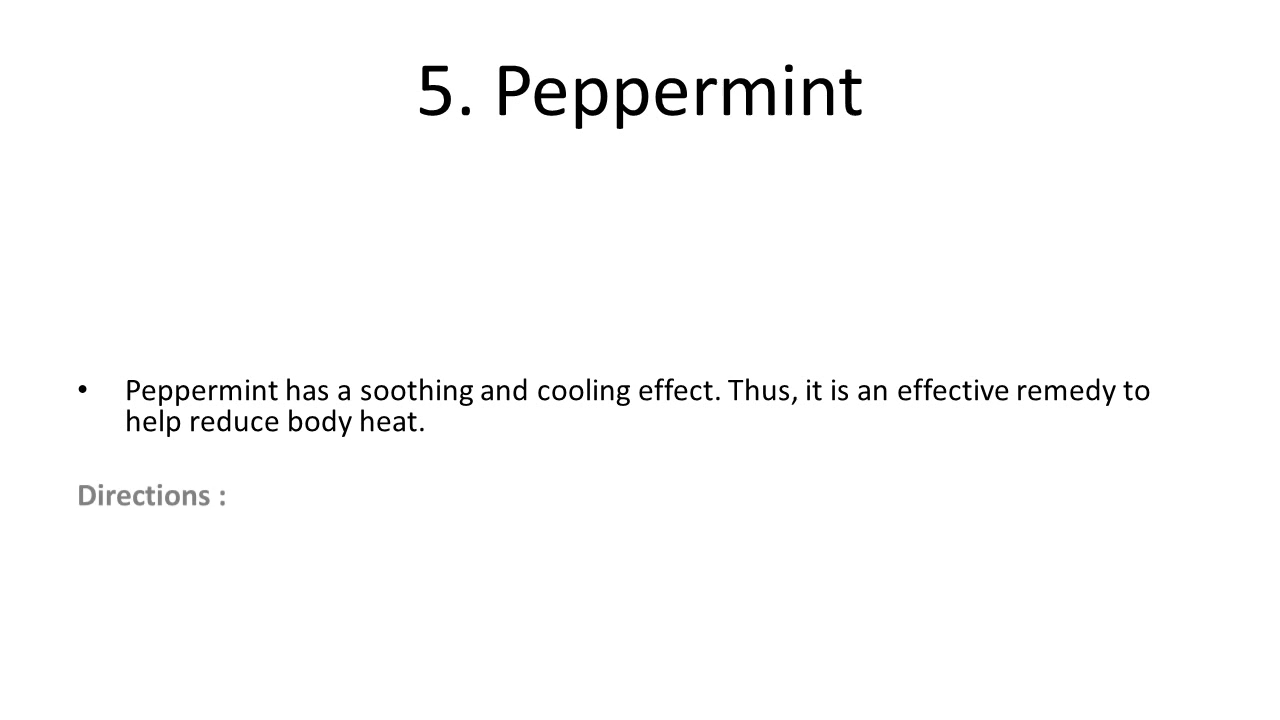 5. Peppermint
• Peppermint has a soothing and cooling effect. Thus, it is an effective remedy to
help reduce body heat.
Directions :